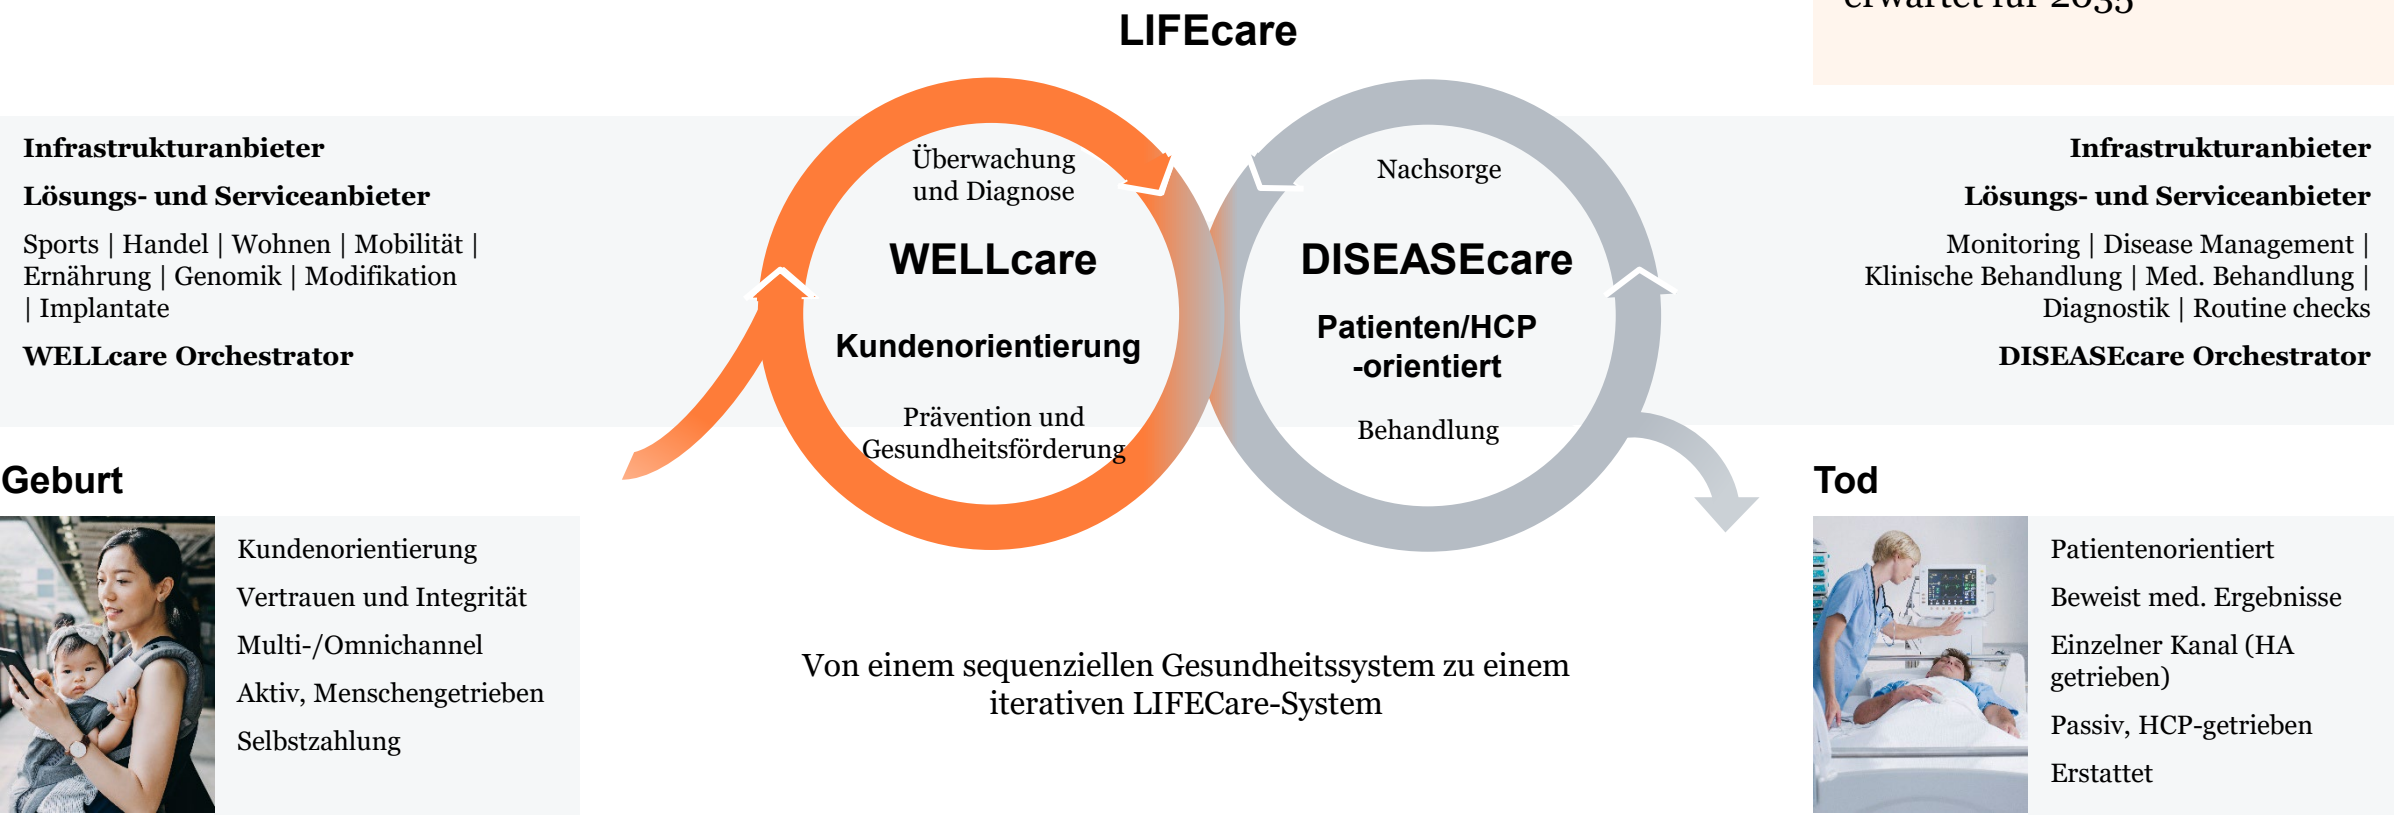 erwartet für 2035
LIFEcare
Infrastrukturanbieter
Lösungs- und Serviceanbieter
Sports | Handel | Wohnen | Mobilität |
Ernährung | Genomik | Modifikation
| Implantate
WELLcare Orchestrator
Überwachung
und Diagnose
WELLcare
Kundenorientierung
Prävention und
Gesundheitsförderung
Nachsorge
DISEASEcare
Patienten/HCP
-orientiert
Behandlung
Infrastrukturanbieter
Lösungs- und Serviceanbieter
Monitoring | Disease Management |
Klinische Behandlung | Med. Behandlung |
Diagnostik | Routine checks
DISEASEcare Orchestrator
Geburt
Kundenorientierung
Vertrauen und Integrität
Multi-/Omnichannel
Aktiv, Menschengetrieben
Selbstzahlung
Von einem sequenziellen Gesundheitssystem zu einem
iterativen LIFECare-System
Tod
Patientenorientiert
Beweist med. Ergebnisse
Einzelner Kanal (HA
getrieben)
Passiv, HCP-getrieben
Erstattet